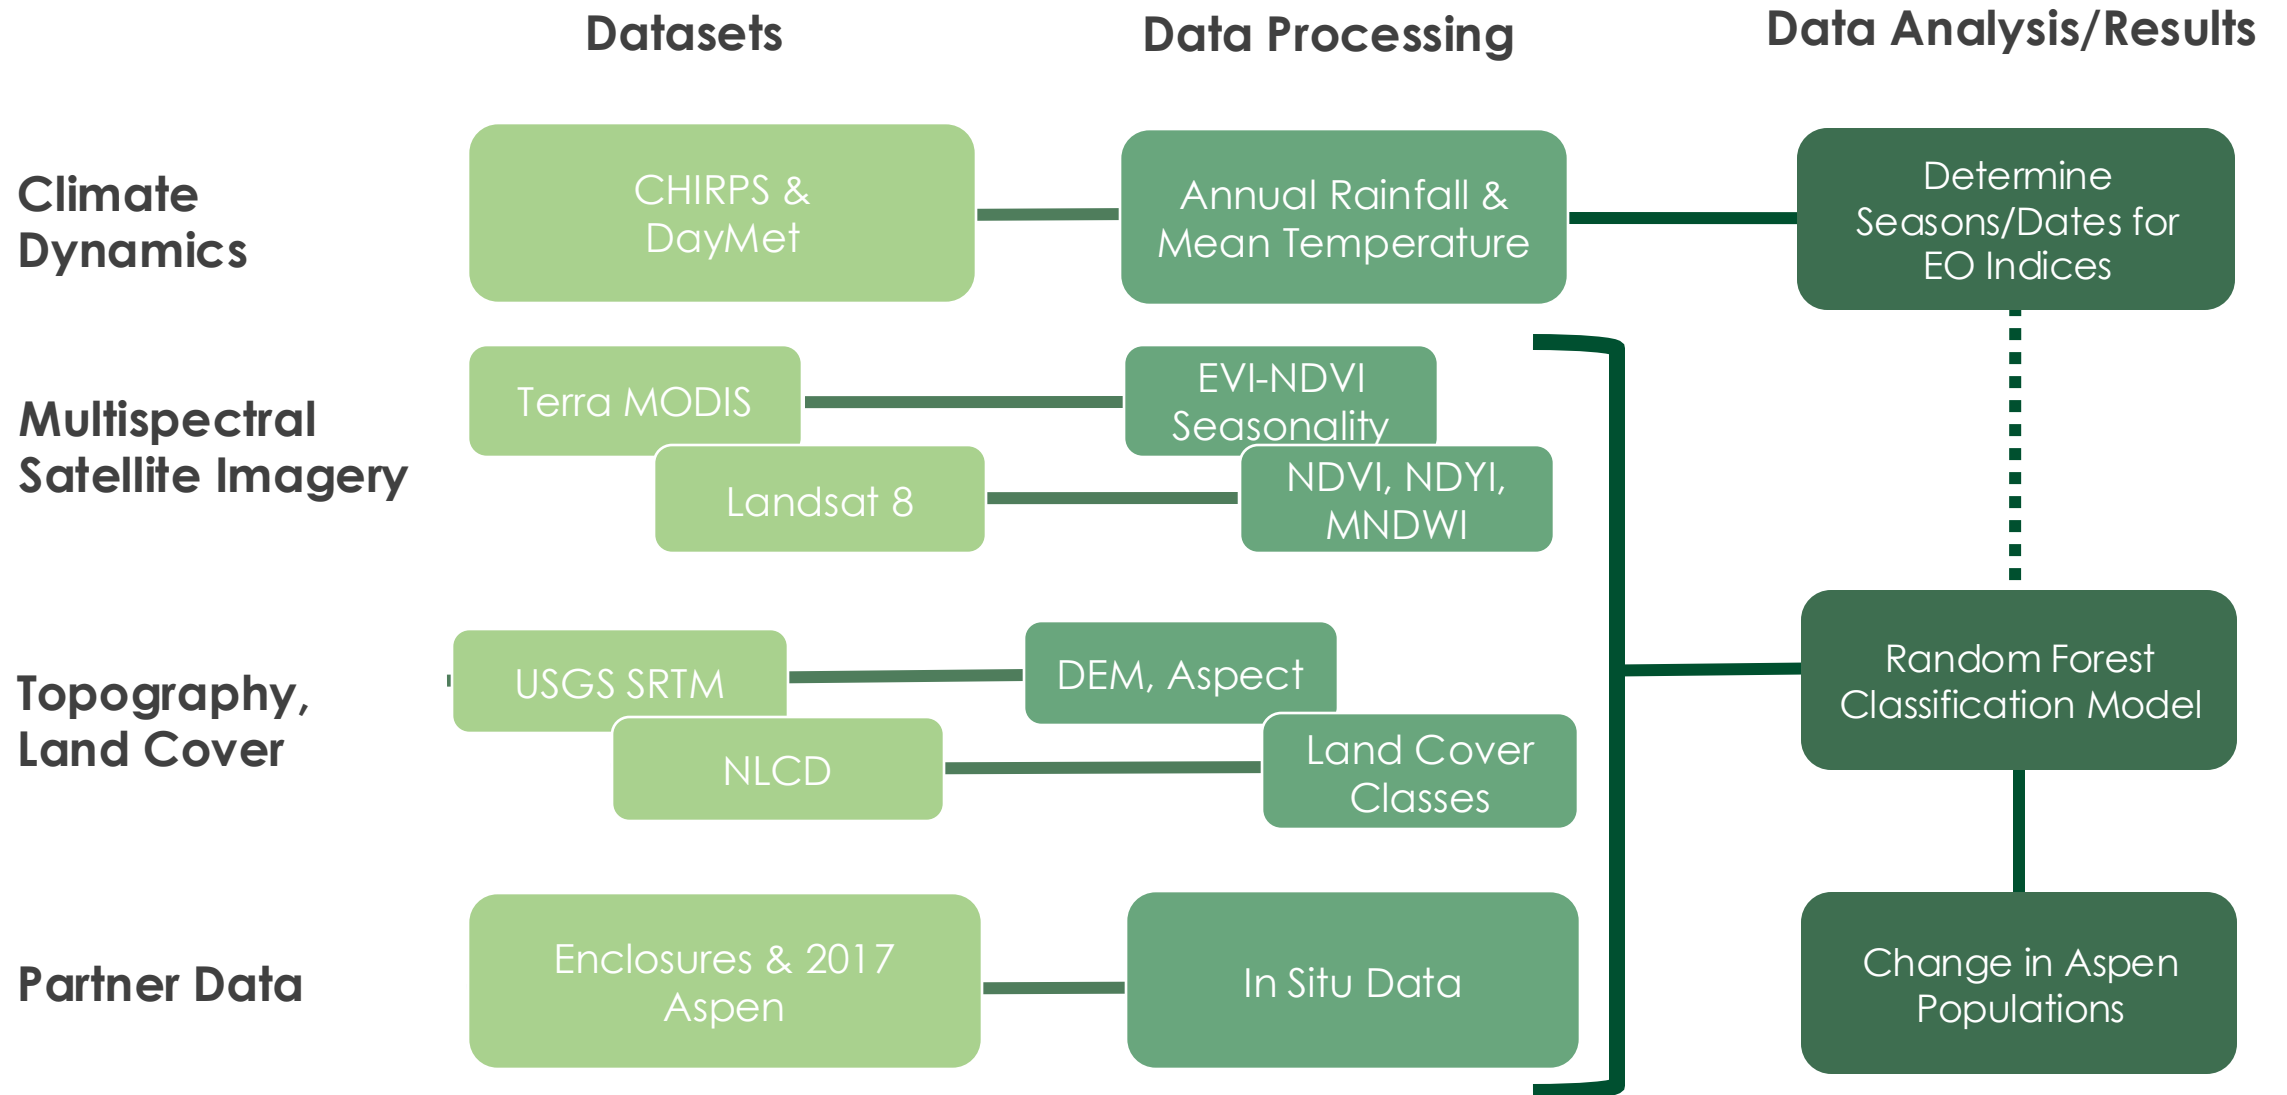 Datasets
Data Processing
Data Analysis/Results
Climate
Dynamics
CHIRPS &
DayMet
Annual Rainfall &
Mean Temperature
Determine
Seasons/Dates for
EO Indices
Multispectral
Satellite Imagery
Terra MODIS
EVI-NDVI
Seasonality
Landsat 8
NDVI, NDYI,
MNDWI
Topography,
Land Cover
USGS SRTM
DEM, Aspect
NLCD
Land Cover
Classes
Random Forest
Classification Model
Partner Data
Enclosures & 2017
Aspen
In Situ Data
Change in Aspen
Populations